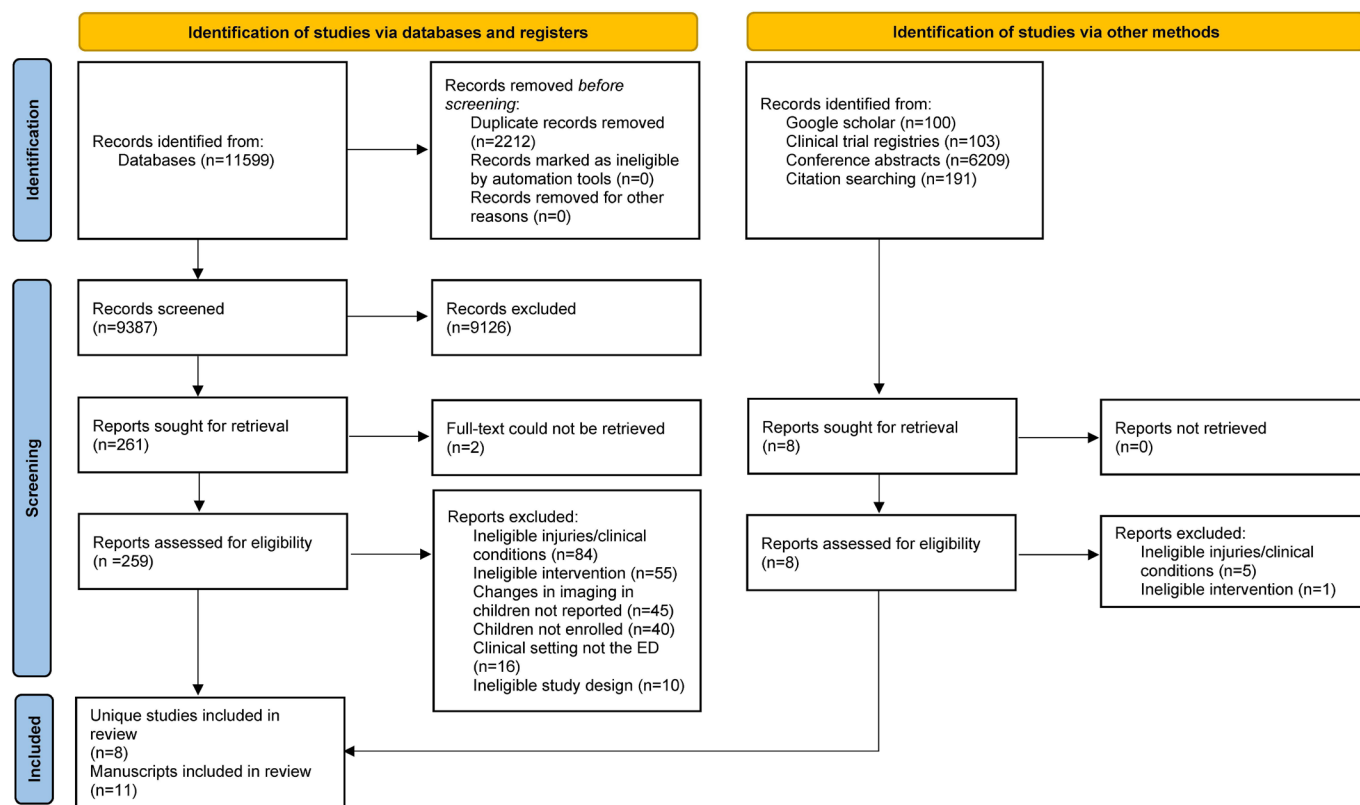 Identification of studies via databases and registers
Identification of studies via other methods
Identification
Records identified from:
Databases (n=11599)
Records removed before
screening:
Duplicate records removed
(n=2212)
Records marked as ineligible
by automation tools (n=0)
Records removed for other
reasons (n=0)
Records identified from:
Google scholar (n=100)
Clinical trial registries (n=103)
Conference abstracts (n=6209)
Citation searching (n=191)
Screening
Records screened
(n=9387)
Records excluded
(n=9126)
Reports sought for retrieval
(n=261)
Full-text could not be retrieved
(n=2)
Reports sought for retrieval
(n=8)
Reports not retrieved
(n=0)
Reports assessed for eligibility
(n =259)
Reports excluded:
Ineligible injuries/clinical
conditions (n=84)
Ineligible intervention (n=55)
Changes in imaging in
children not reported (n=45)
Children not enrolled (n=40)
Clinical setting not the ED
(n=16)
Ineligible study design (n=10)
Reports assessed for eligibility
(n=8)
Reports excluded:
Ineligible injuries/clinical
conditions (n=5)
Ineligible intervention (n=1)
Included
Unique studies included in
review
(n=8)
Manuscripts included in review
(n=11)